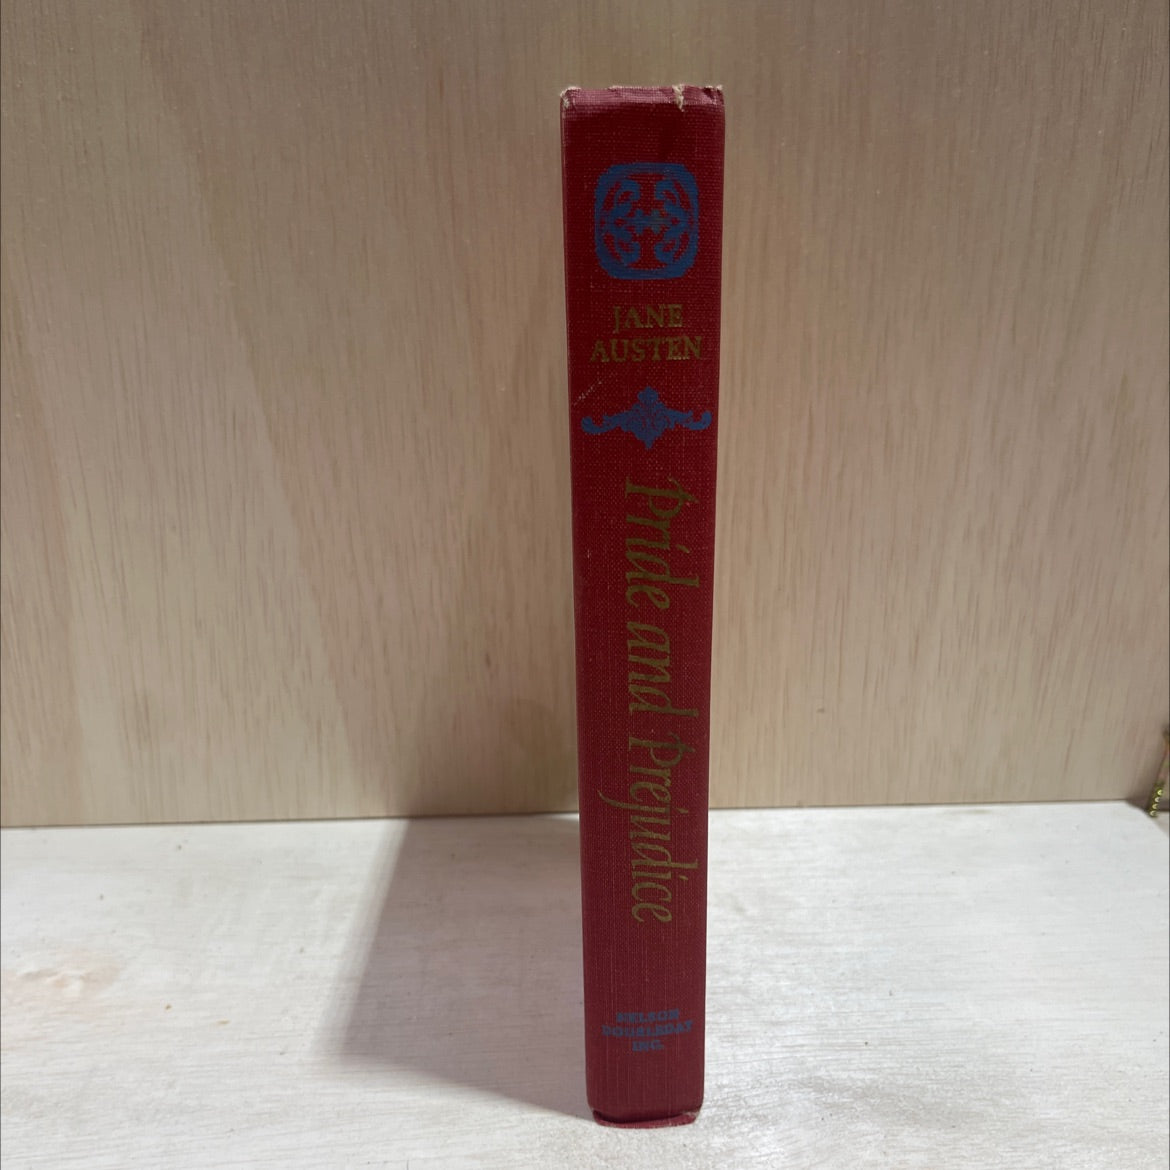 JANE
AUSTEN
Pride and Prejudice
NELSON
DOUBLEDAY
INC.